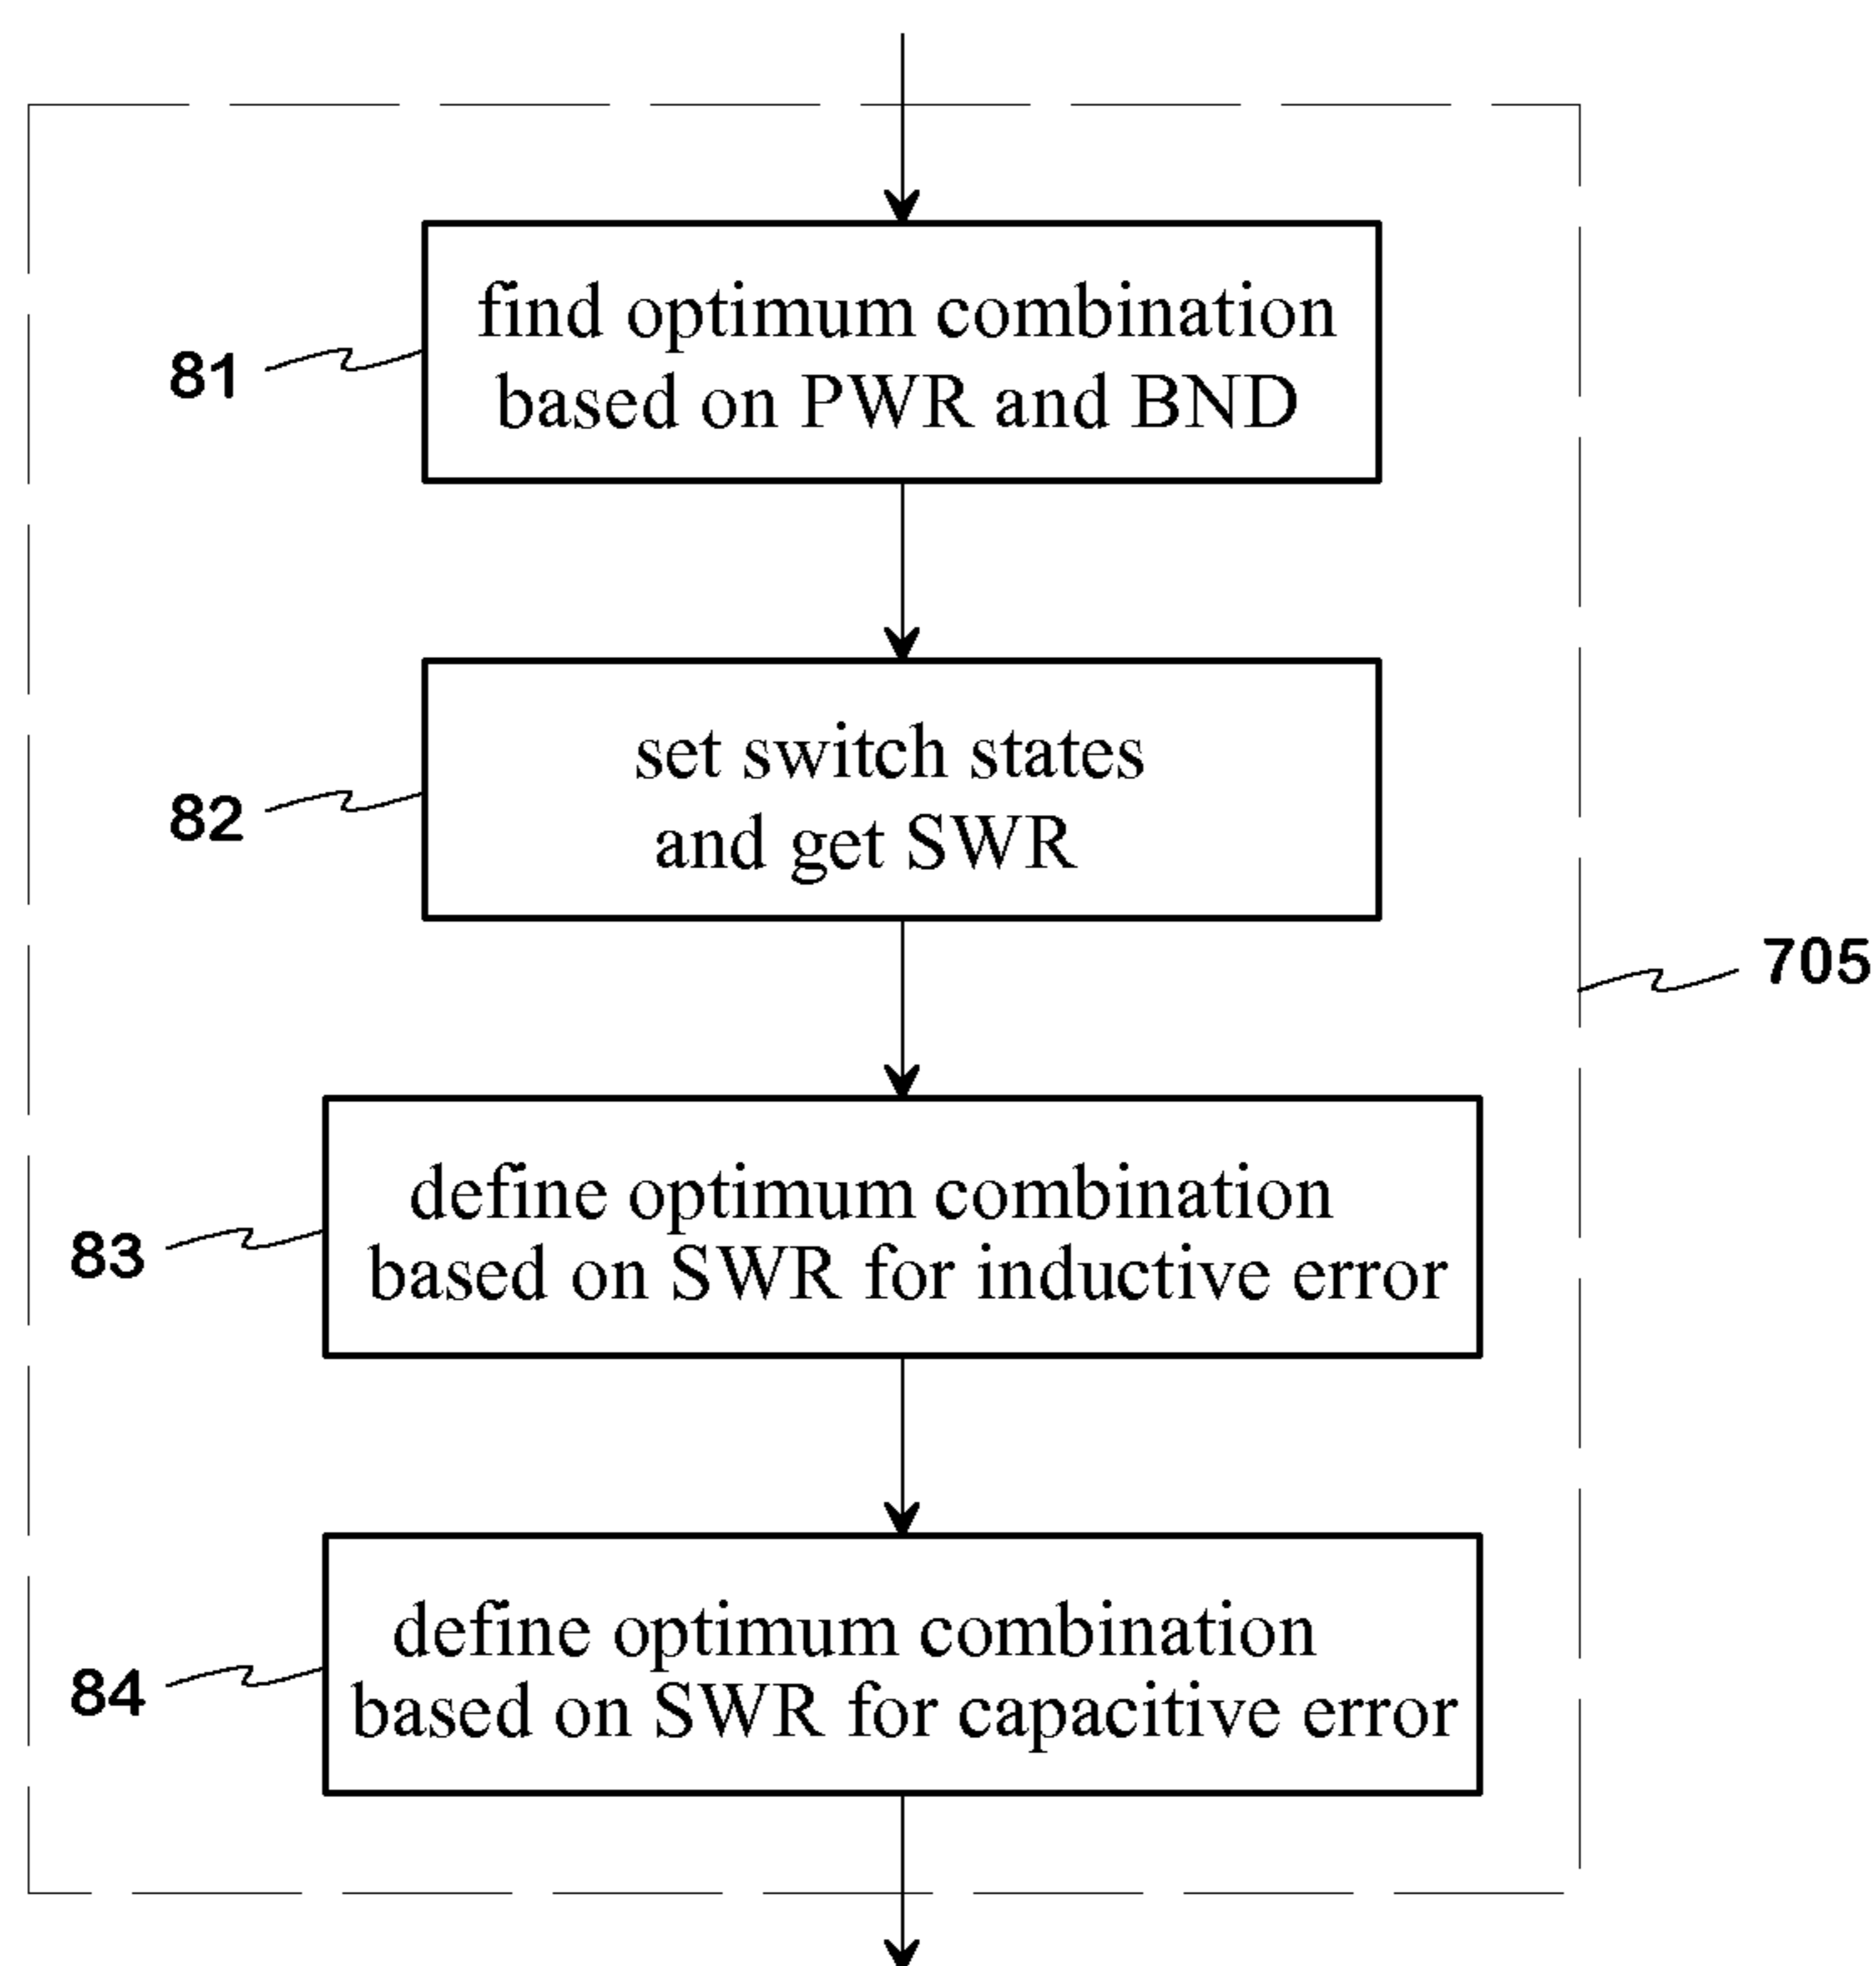 find optimum combination
based on PWR and BND
81
set switch states
and get SWR
82
705
define optimum combination
based on SWR for inductive error
83
define optimum combination
based on SWR for capacitive error
84